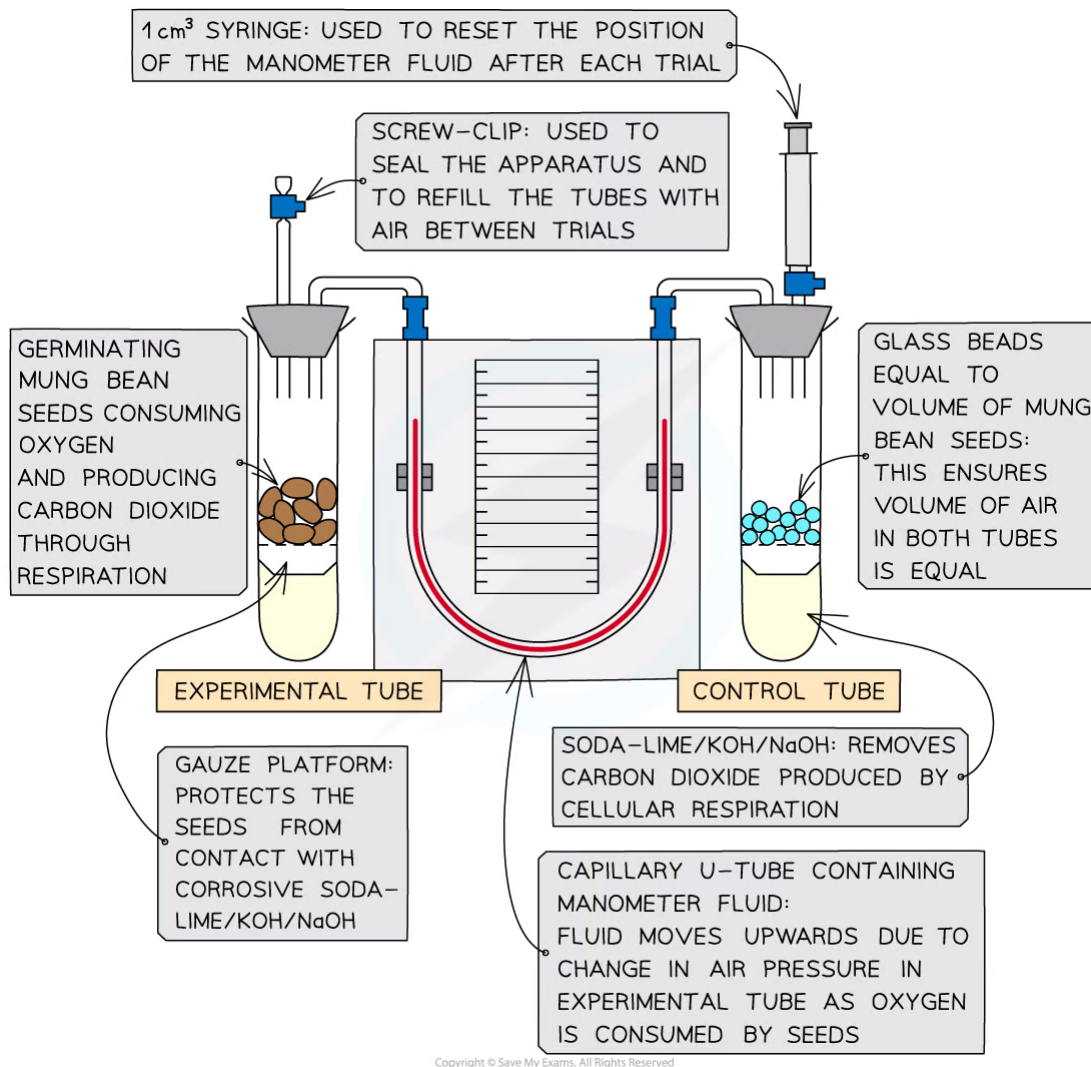 1cm³ SYRINGE: USED TO RESET THE POSITION
OF THE MANOMETER FLUID AFTER EACH TRIAL
SCREW-CLIP: USED TO
SEAL THE APPARATUS AND
TO REFILL THE TUBES WITH
AIR BETWEEN TRIALS
GERMINATING
MUNG BEAN
SEEDS CONSUMING
OXYGEN
AND PRODUCING
CARBON DIOXIDE
THROUGH
RESPIRATION
GLASS BEADS
EQUAL TO
VOLUME OF MUNG
BEAN SEEDS:
THIS ENSURES
VOLUME OF AIR
IN BOTH TUBES
IS EQUAL
EXPERIMENTAL TUBE
CONTROL TUBE
GAUZE PLATFORM:
PROTECTS THE
SEEDS FROM
CONTACT WITH
CORROSIVE SODA-
LIME/KOH/NaOH
SODA-LIME/KOH/NaOH: REMOVES
CARBON DIOXIDE PRODUCED BY
CELLULAR RESPIRATION
CAPILLARY U-TUBE CONTAINING
MANOMETER FLUID:
FLUID MOVES UPWARDS DUE TO
CHANGE IN AIR PRESSURE IN
EXPERIMENTAL TUBE AS OXYGEN
IS CONSUMED BY SEEDS
Copyright © Save My Exams. All Rights Reserved